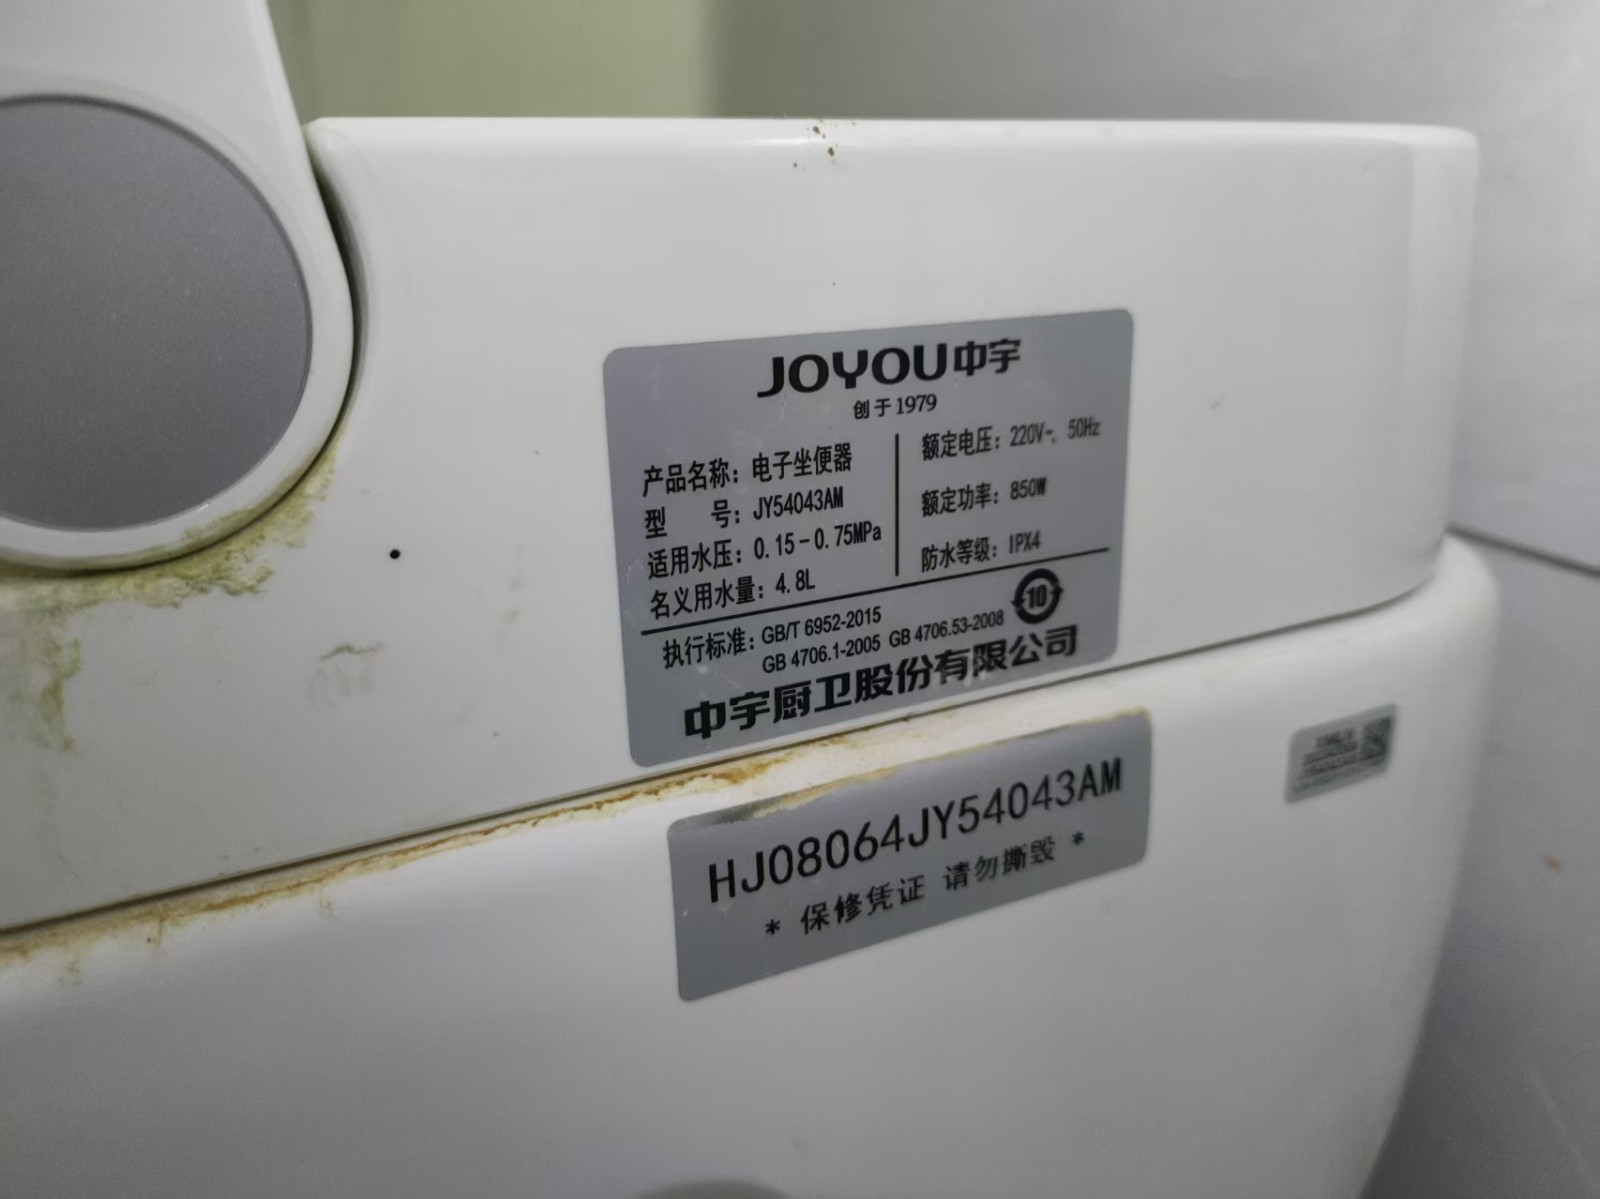 JOYOU中宇
创于1979
产品名称：电子坐便器
型 号：JY54043AM
适用水压：0.15-0.75MPa
名义用水量：4.8L
额定电压：220V~，50Hz
额定功率：850W
防水等级：IPX4
执行标准：GB/T 6952-2015
GB 4706.1-2005 GB 4706.53-2008
10
中宇厨卫股份有限公司
HJ08064JY54043AM
* 保修凭证 请勿撕毁 *